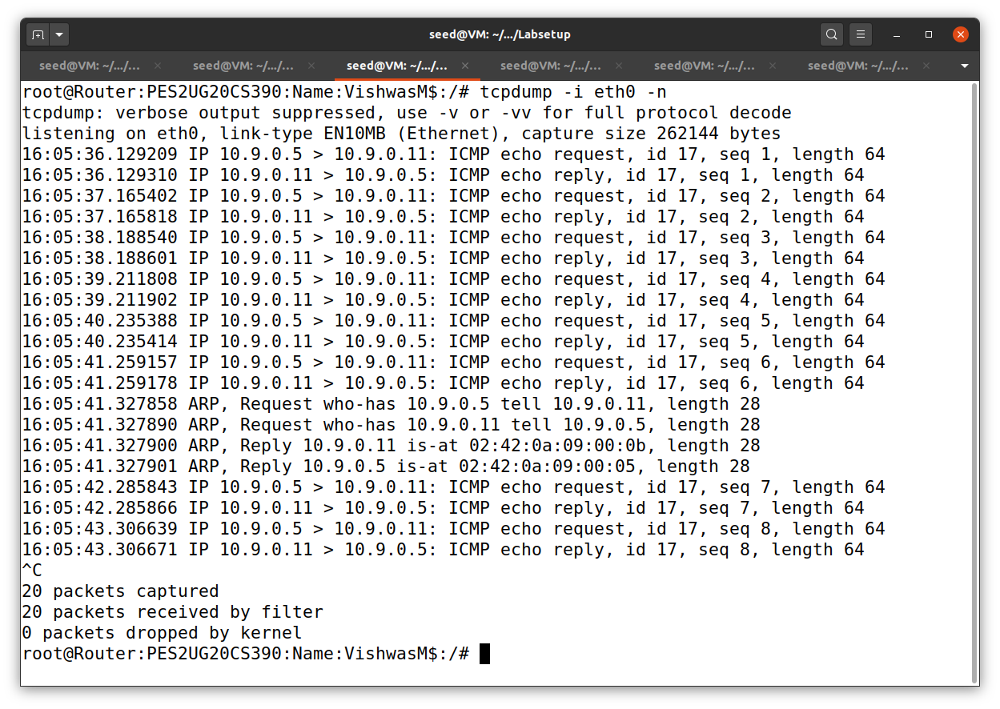 seed@VM: ~/.../Labsetup
seed@VM: ~/.../... seed@VM: ~/.../... seed@VM: ~/.../... seed@VM: ~/.../... seed@VM: ~/.../... seed@VM: ~/.../...
root@Router:PES2UG20CS390:Name:VishwasM$:/# tcpdump -i eth0 -n
tcpdump: verbose output suppressed, use -v or -vv for full protocol decode
listening on eth0, link-type EN10MB (Ethernet), capture size 262144 bytes
16:05:36.129209 IP 10.9.0.5 > 10.9.0.11: ICMP echo request, id 17, seq 1, length 64
16:05:36.129310 IP 10.9.0.11 > 10.9.0.5: ICMP echo reply, id 17, seq 1, length 64
16:05:37.165402 IP 10.9.0.5 > 10.9.0.11: ICMP echo request, id 17, seq 2, length 64
16:05:37.165818 IP 10.9.0.11 > 10.9.0.5: ICMP echo reply, id 17, seq 2, length 64
16:05:38.188540 IP 10.9.0.5 > 10.9.0.11: ICMP echo request, id 17, seq 3, length 64
16:05:38.188601 IP 10.9.0.11 > 10.9.0.5: ICMP echo reply, id 17, seq 3, length 64
16:05:39.211808 IP 10.9.0.5 > 10.9.0.11: ICMP echo request, id 17, seq 4, length 64
16:05:39.211902 IP 10.9.0.11 > 10.9.0.5: ICMP echo reply, id 17, seq 4, length 64
16:05:40.235388 IP 10.9.0.5 > 10.9.0.11: ICMP echo request, id 17, seq 5, length 64
16:05:40.235414 IP 10.9.0.11 > 10.9.0.5: ICMP echo reply, id 17, seq 5, length 64
16:05:41.259157 IP 10.9.0.5 > 10.9.0.11: ICMP echo request, id 17, seq 6, length 64
16:05:41.259178 IP 10.9.0.11 > 10.9.0.5: ICMP echo reply, id 17, seq 6, length 64
16:05:41.327858 ARP, Request who-has 10.9.0.5 tell 10.9.0.11, length 28
16:05:41.327890 ARP, Request who-has 10.9.0.11 tell 10.9.0.5, length 28
16:05:41.327900 ARP, Reply 10.9.0.11 is-at 02:42:0a:09:00:0b, length 28
16:05:41.327901 ARP, Reply 10.9.0.5 is-at 02:42:0a:09:00:05, length 28
16:05:42.285843 IP 10.9.0.5 > 10.9.0.11: ICMP echo request, id 17, seq 7, length 64
16:05:42.285866 IP 10.9.0.11 > 10.9.0.5: ICMP echo reply, id 17, seq 7, length 64
16:05:43.306639 IP 10.9.0.5 > 10.9.0.11: ICMP echo request, id 17, seq 8, length 64
16:05:43.306671 IP 10.9.0.11 > 10.9.0.5: ICMP echo reply, id 17, seq 8, length 64
^C
20 packets captured
20 packets received by filter
0 packets dropped by kernel
root@Router:PES2UG20CS390:Name:VishwasM$:/#